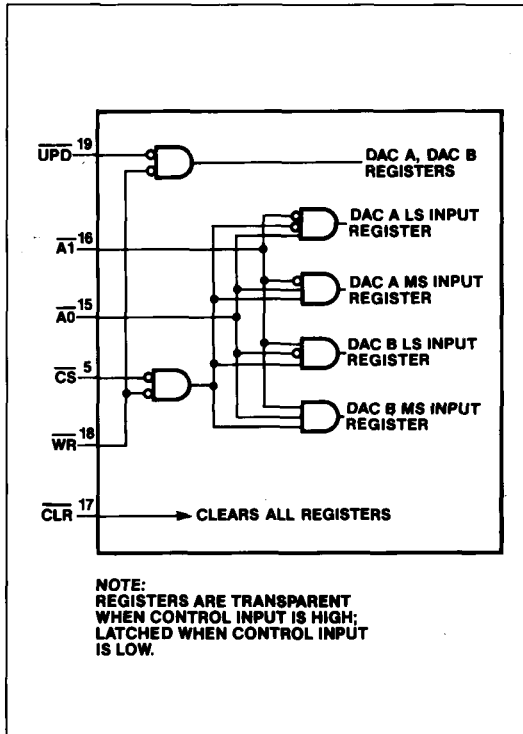 UPD 19
DAC A, DAC B
REGISTERS
DAC A LS INPUT
REGISTER
A1 16
DAC A MS INPUT
REGISTER
A0 15
DAC B LS INPUT
REGISTER
CS 5
DAC B MS INPUT
REGISTER
WR 18
CLR 17
CLEARS ALL REGISTERS
NOTE:
REGISTERS ARE TRANSPARENT
WHEN CONTROL INPUT IS HIGH;
LATCHED WHEN CONTROL INPUT
IS LOW.